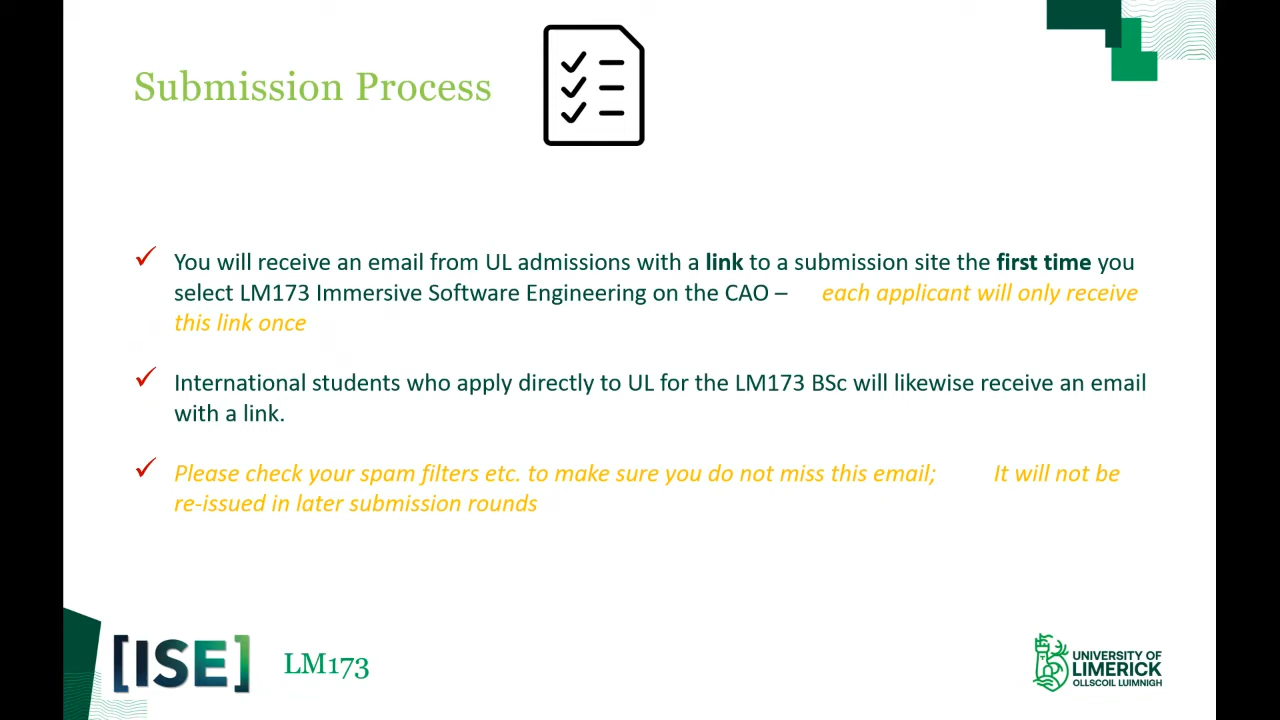 Submission Process
You will receive an email from UL admissions with a link to a submission site the first time you
select LM173 Immersive Software Engineering on the CAO – each applicant will only receive
this link once
International students who apply directly to UL for the LM173 BSc will likewise receive an email
with a link.
Please check your spam filters etc. to make sure you do not miss this email; It will not be
re-issued in later submission rounds
[ISE]
LM173
UNIVERSITY OF
LIMERICK
OLLSCOIL LUIMNIGH